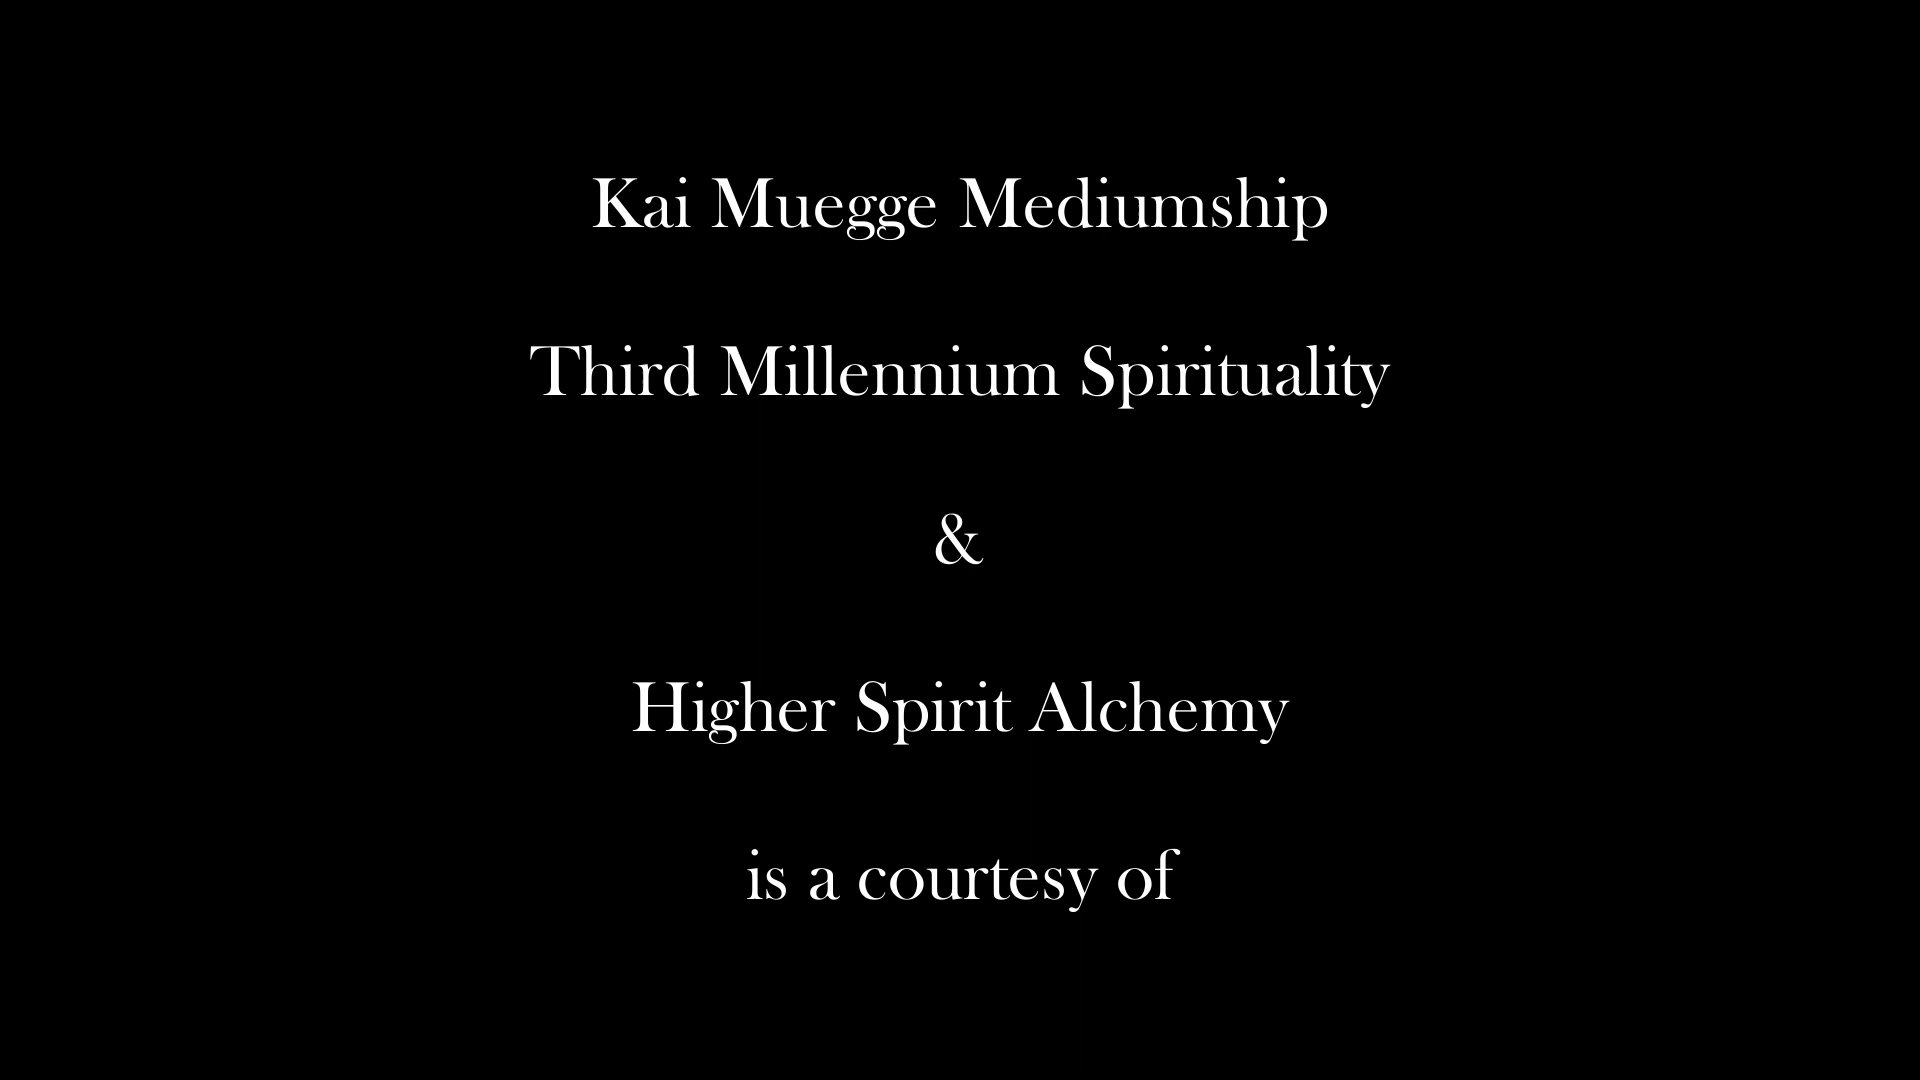 Kai Muegge Mediumship
Third Millennium Spirituality
&
Higher Spirit Alchemy
is a courtesy of